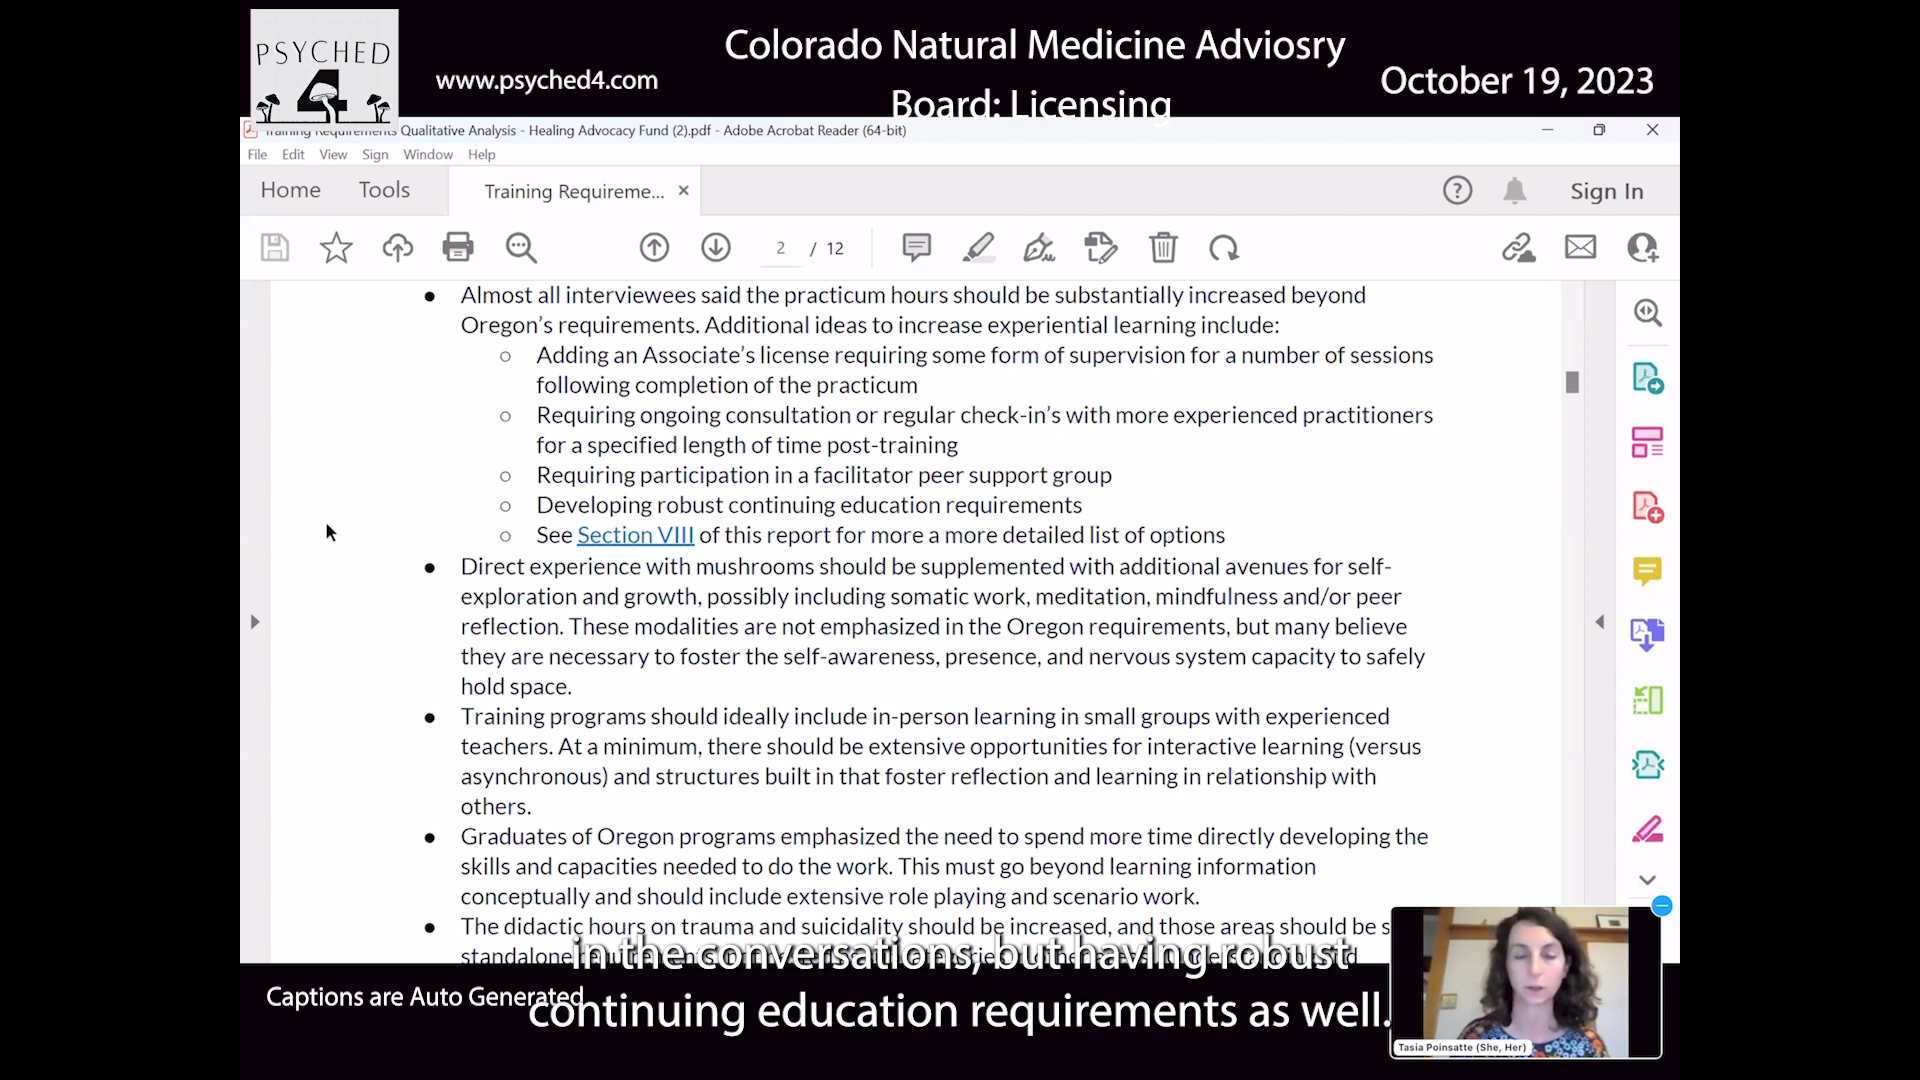 PSYCHED
4
www.psyched4.com
Colorado Natural Medicine Adviosry
Board: Licensing
October 19, 2023
Training Requirements Qualitative Analysis - Healing Advocacy Fund (2).pdf - Adobe Acrobat Reader (64-bit)
File Edit View Sign Window Help
Home Tools Training Requireme... × Sign In
2 / 12
● Almost all interviewees said the practicum hours should be substantially increased beyond
Oregon's requirements. Additional ideas to increase experiential learning include:
○ Adding an Associate's license requiring some form of supervision for a number of sessions
following completion of the practicum
○ Requiring ongoing consultation or regular check-in's with more experienced practitioners
for a specified length of time post-training
○ Requiring participation in a facilitator peer support group
○ Developing robust continuing education requirements
○ See Section VIII of this report for more a more detailed list of options
● Direct experience with mushrooms should be supplemented with additional avenues for self-
exploration and growth, possibly including somatic work, meditation, mindfulness and/or peer
reflection. These modalities are not emphasized in the Oregon requirements, but many believe
they are necessary to foster the self-awareness, presence, and nervous system capacity to safely
hold space.
● Training programs should ideally include in-person learning in small groups with experienced
teachers. At a minimum, there should be extensive opportunities for interactive learning (versus
asynchronous) and structures built in that foster reflection and learning in relationship with
others.
● Graduates of Oregon programs emphasized the need to spend more time directly developing the
skills and capacities needed to do the work. This must go beyond learning information
conceptually and should include extensive role playing and scenario work.
● The didactic hours on trauma and suicidality should be increased, and those areas should be s
standalone
in the conversations, but having robust
continuing education requirements as well.
Captions are Auto Generated
Tasia Poinsatte (She, Her)